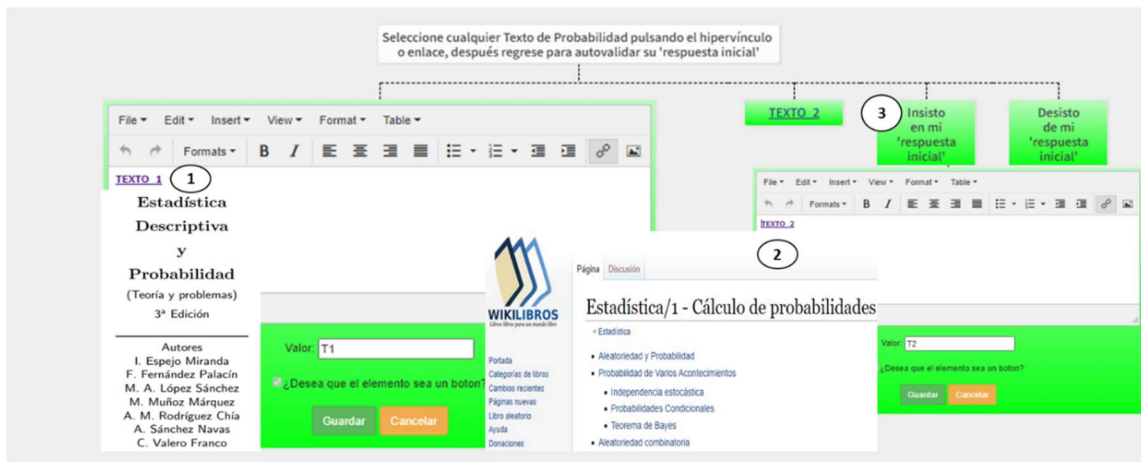 Seleccione cualquier Texto de Probabilidad pulsando el hipervínculo
o enlace, después regrese para autovalidar su 'respuesta inicial'
File Edit Insert View Format Table
Formats B I
TEXTO 1
1
Estadística
Descriptiva
y
Probabilidad
(Teoría y problemas)
3ª Edición
Autores
I. Espejo Miranda
F. Fernández Palacín
M. A. López Sánchez
M. Muñoz Márquez
A. M. Rodríguez Chía
A. Sánchez Navas
C. Valero Franco
Valor: T1
¿Desea que el elemento sea un boton?
Guardar Cancelar
WIKILIBROS
Libros libres para un mundo libre
Portada
Categorías de libros
Cambios recientes
Páginas nuevas
Libro aleatorio
Ayuda
Donaciones
Página Discusión
Estadística/1 - Cálculo de probabilidades
< Estadística
• Aleatoriedad y Probabilidad
• Probabilidad de Varios Acontecimientos
• Independencia estocástica
• Probabilidades Condicionales
• Teorema de Bayes
• Aleatoriedad combinatoria
TEXTO 2
3
Insisto
en mi
'respuesta
inicial'
Desisto
de mi
'respuesta
inicial'
File Edit Insert View Format Table
Formats B I
TEXTO 2
2
Valor: T2
¿Desea que el elemento sea un boton?
Guardar Cancelar